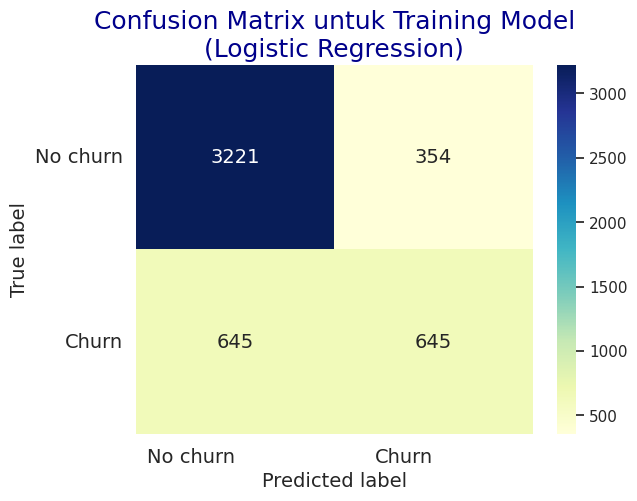 Confusion Matrix untuk Training Model
(Logistic Regression)
True label
No churn
3221
354
Churn
645
645
No churn
Churn
Predicted label
3000
2500
2000
1500
1000
500